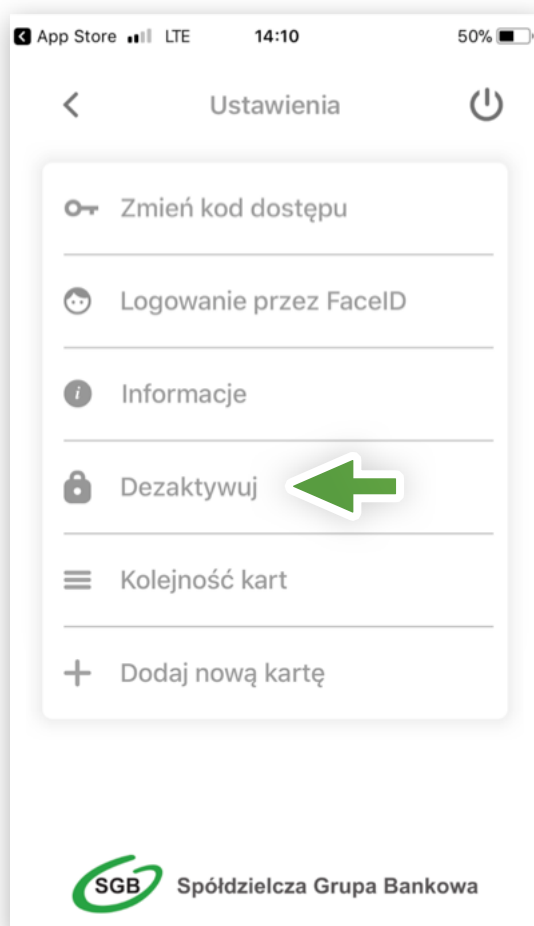 App Store LTE 14:10 50%
Ustawienia
Zmień kod dostępu
Logowanie przez FaceID
Informacje
Dezaktywuj
Kolejność kart
Dodaj nową kartę
SGB Spółdzielcza Grupa Bankowa